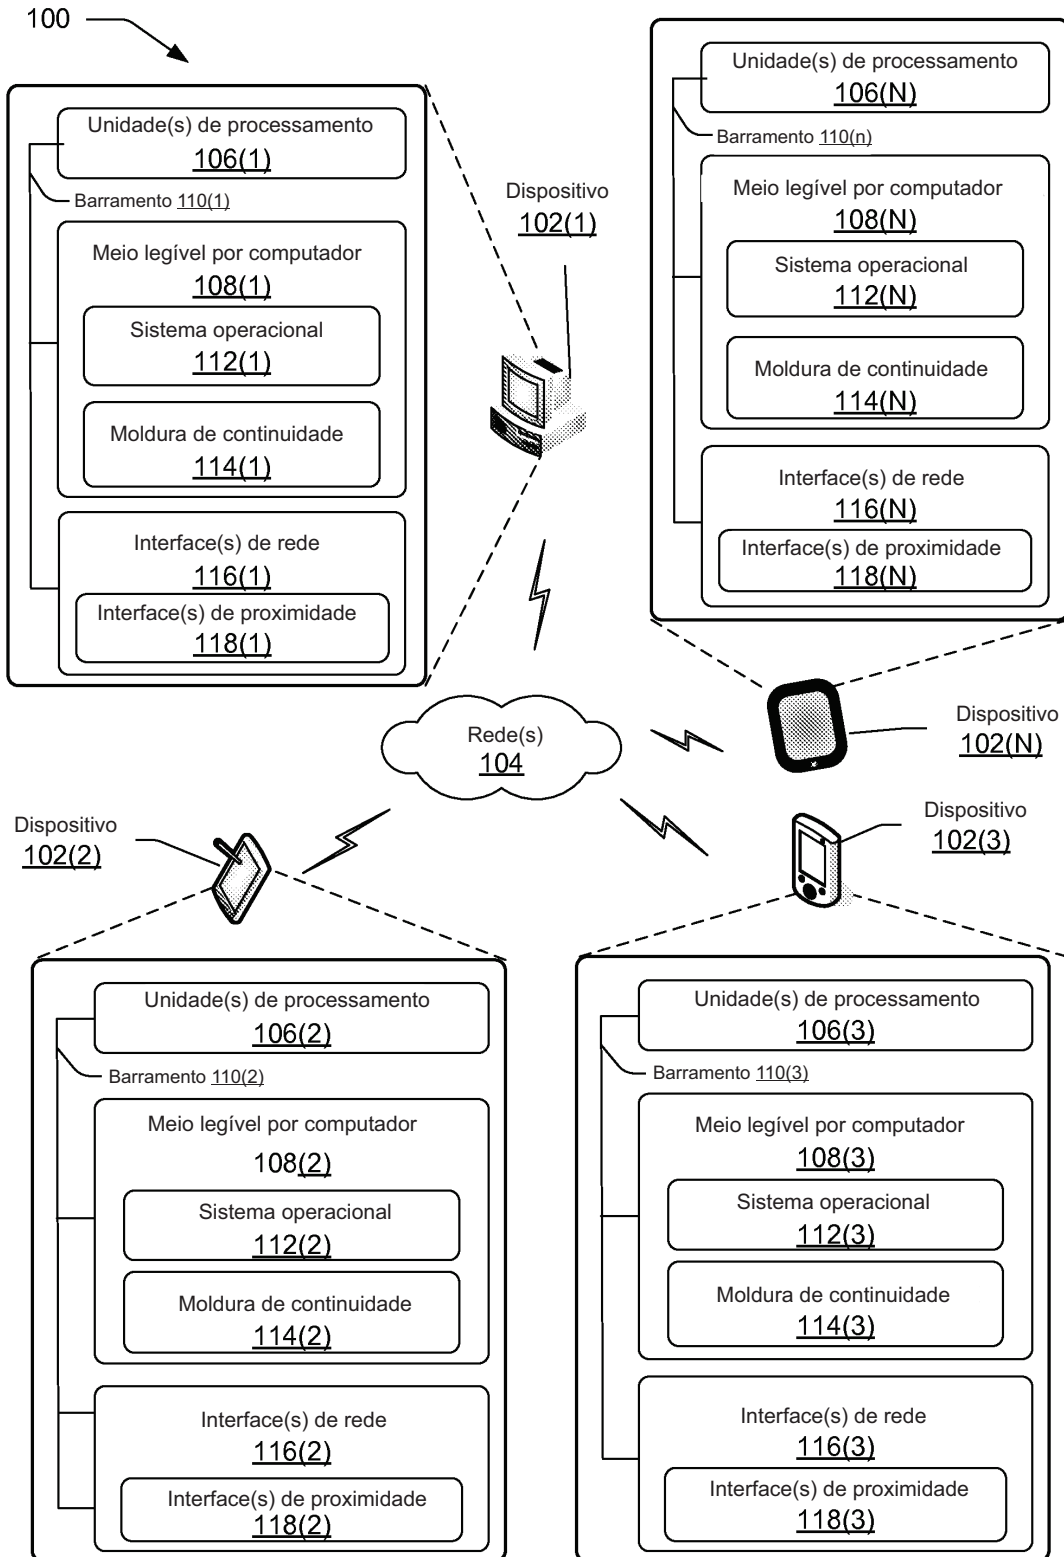 100
Unidade(s) de processamento
106(1)
Barramento 110(1)
Meio legível por computador
108(1)
Sistema operacional
112(1)
Moldura de continuidade
114(1)
Interface(s) de rede
116(1)
Interface(s) de proximidade
118(1)
Dispositivo
102(1)
Unidade(s) de processamento
106(N)
Barramento 110(n)
Meio legível por computador
108(N)
Sistema operacional
112(N)
Moldura de continuidade
114(N)
Interface(s) de rede
116(N)
Interface(s) de proximidade
118(N)
Rede(s)
104
Dispositivo
102(N)
Dispositivo
102(2)
Dispositivo
102(3)
Unidade(s) de processamento
106(2)
Barramento 110(2)
Meio legível por computador
108(2)
Sistema operacional
112(2)
Moldura de continuidade
114(2)
Interface(s) de rede
116(2)
Interface(s) de proximidade
118(2)
Unidade(s) de processamento
106(3)
Barramento 110(3)
Meio legível por computador
108(3)
Sistema operacional
112(3)
Moldura de continuidade
114(3)
Interface(s) de rede
116(3)
Interface(s) de proximidade
118(3)